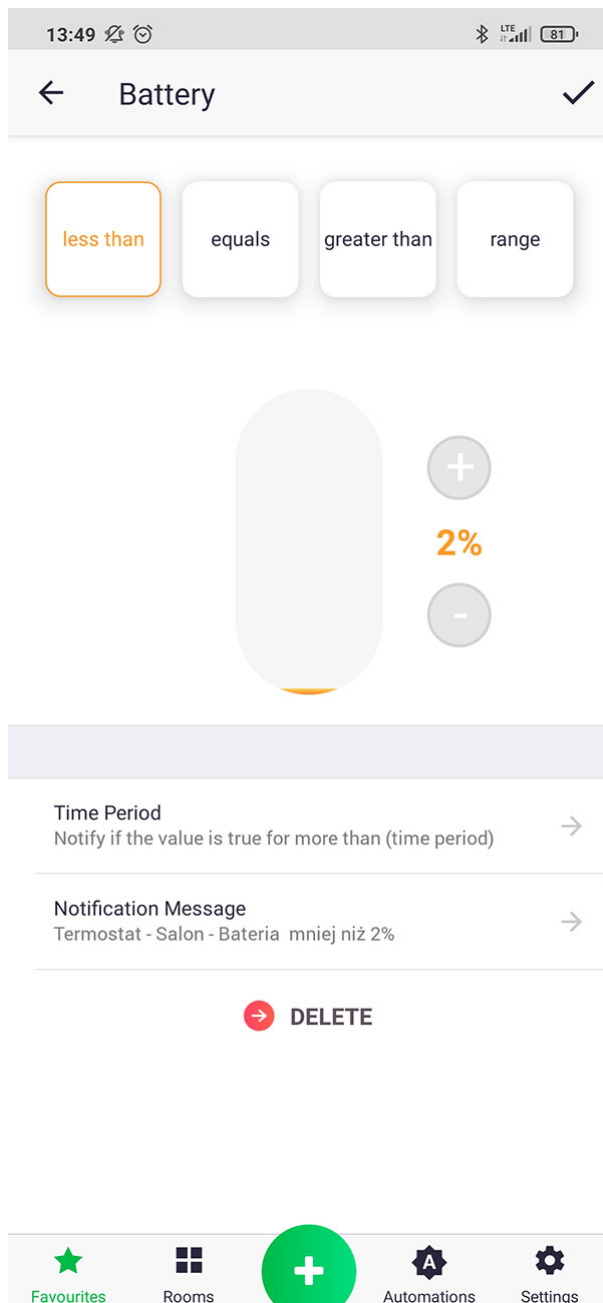 13:49 LTE 81
Battery
less than equals greater than range
+
2%
-
Time Period
Notify if the value is true for more than (time period)
Notification Message
Termostat - Salon - Bateria  mniej niż 2%
DELETE
+ A
Favourites Rooms Automations Settings